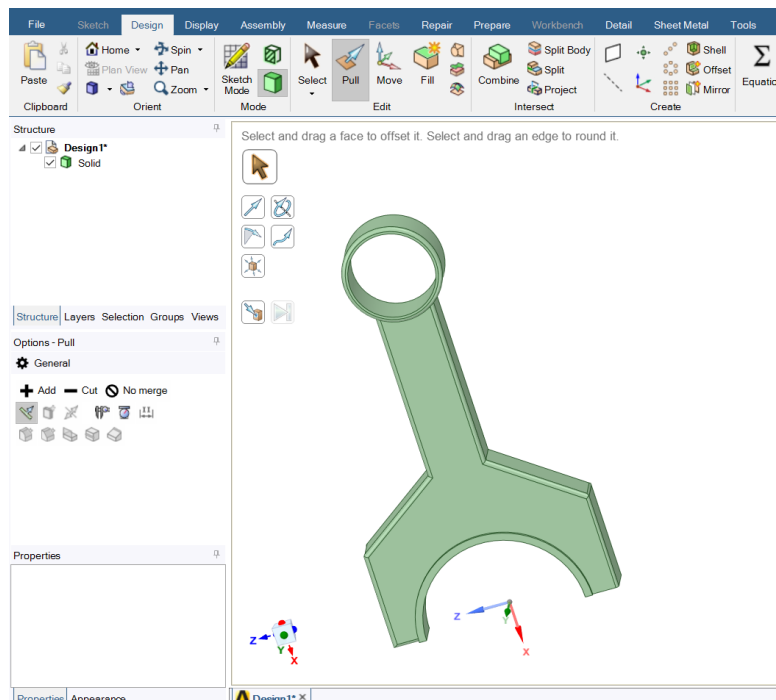 File Sketch Design Display Assembly Measure Facets Repair Prepare Workbench Detail Sheet Metal Tools
Home Spin Split Body Shell
Plan View Pan Split Offset
Paste Zoom Sketch Mode Select Pull Move Fill Combine Project Mirror Equatio
Clipboard Orient Mode Edit Intersect Create
Structure
Design1*
Solid
Structure Layers Selection Groups Views
Options - Pull
General
Add Cut No merge
Properties
Properties Appearance
Select and drag a face to offset it. Select and drag an edge to round it.
Z
Y
X
Z
Y
X
Design1*